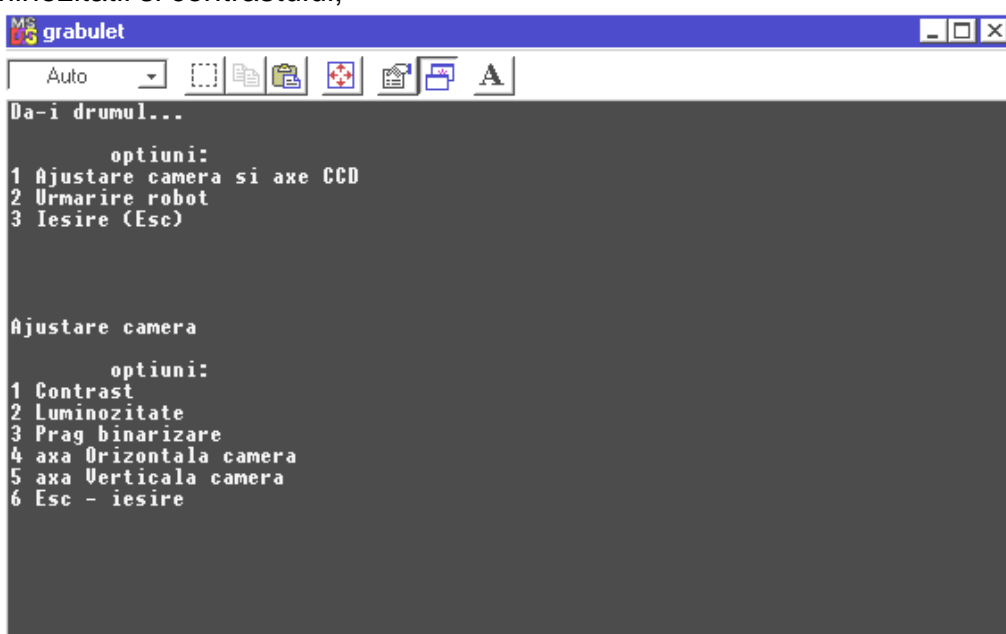 si contrastului,
grabulet
Auto
A
Da-i drumul...
optiuni:
1 Ajustare camera si axe CCD
2 Urmarire robot
3 Iesire (Esc)
Ajustare camera
optiuni:
1 Contrast
2 Luminozitate
3 Prag binarizare
4 axa Orizontala camera
5 axa Verticala camera
6 Esc - iesire